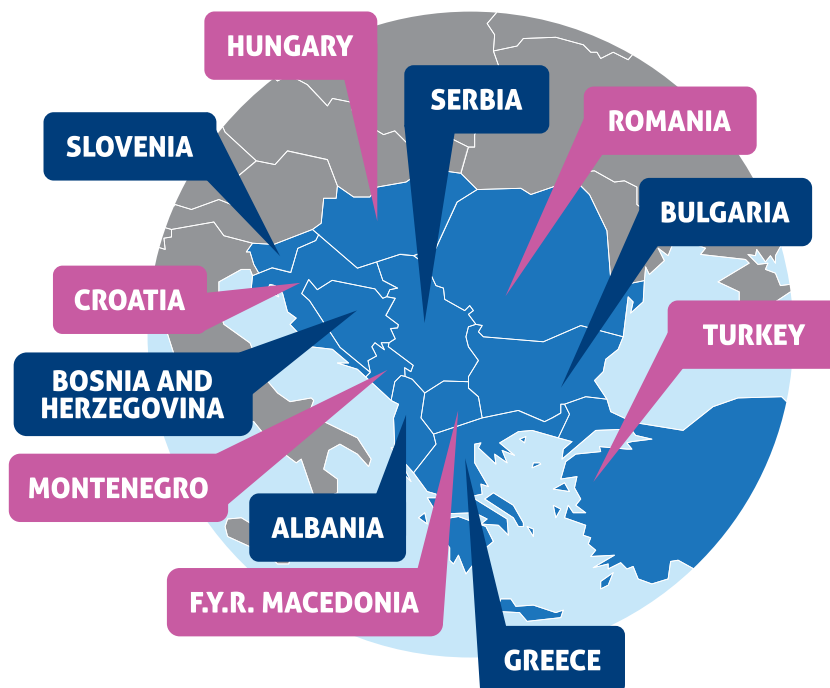 HUNGARY
SERBIA
ROMANIA
SLOVENIA
BULGARIA
CROATIA
TURKEY
BOSNIA AND
HERZEGOVINA
MONTENEGRO
ALBANIA
F.Y.R. MACEDONIA
GREECE